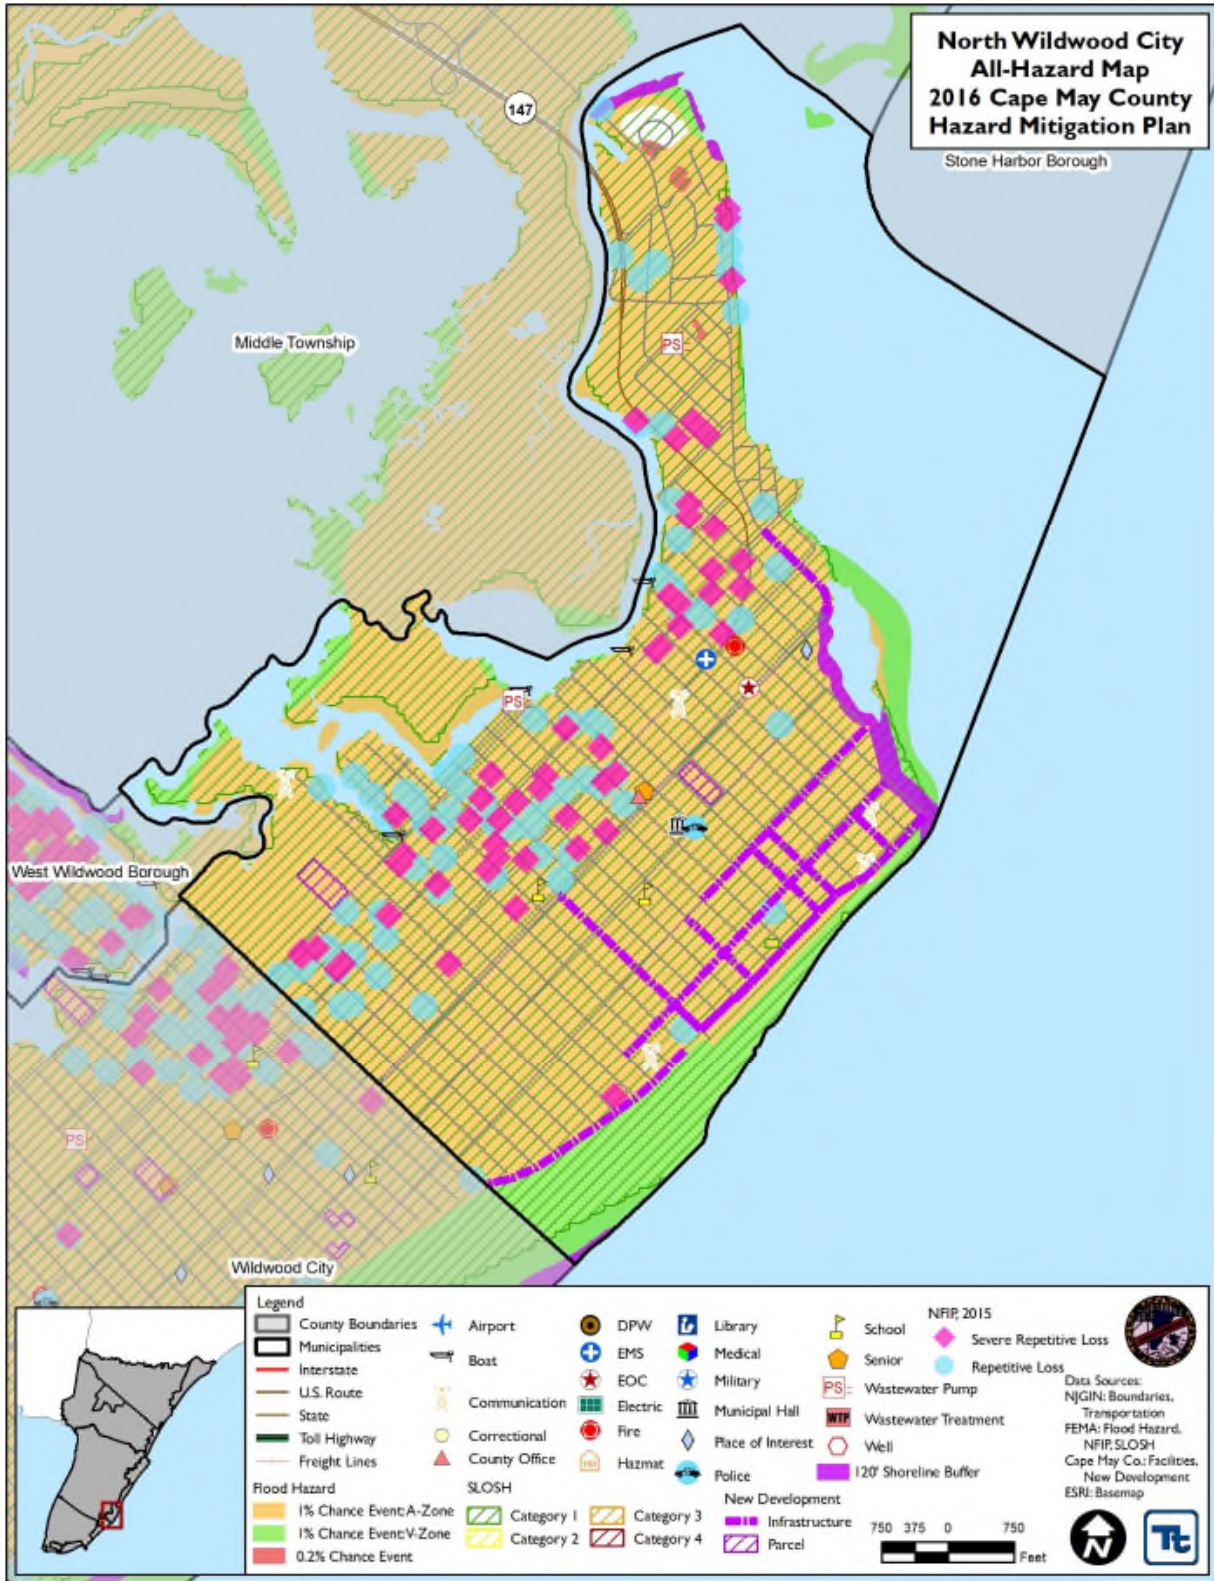 North Wildwood City
All-Hazard Map
2016 Cape May County
Hazard Mitigation Plan
147
Stone Harbor Borough
Middle Township
PS
PS
West Wildwood Borough
PS
Wildwood City
Legend
County Boundaries
Municipalities
Interstate
U.S. Route
State
Toll Highway
Freight Lines
Flood Hazard
1% Chance Event: A-Zone
1% Chance Event: V-Zone
0.2% Chance Event
Airport
Boat
Communication
Correctional
County Office
SLOSH
Category 1
Category 2
Category 3
Category 4
DPW
EMS
EOC
Electric
Fire
Hazmat
Library
Medical
Military
Municipal Hall
Place of Interest
Police
New Development
Infrastructure
Parcel
School
Senior
PS Wastewater Pump
WTP Wastewater Treatment
Well
120' Shoreline Buffer
NFIP, 2015
Severe Repetitive Loss
Repetitive Loss
Data Sources:
NJGIN: Boundaries,
Transportation
FEMA: Flood Hazard,
NFIP, SLOSH
Cape May Co.: Facilities,
New Development
ESRI: Basemap
750 375 0 750
Feet
N
Tt